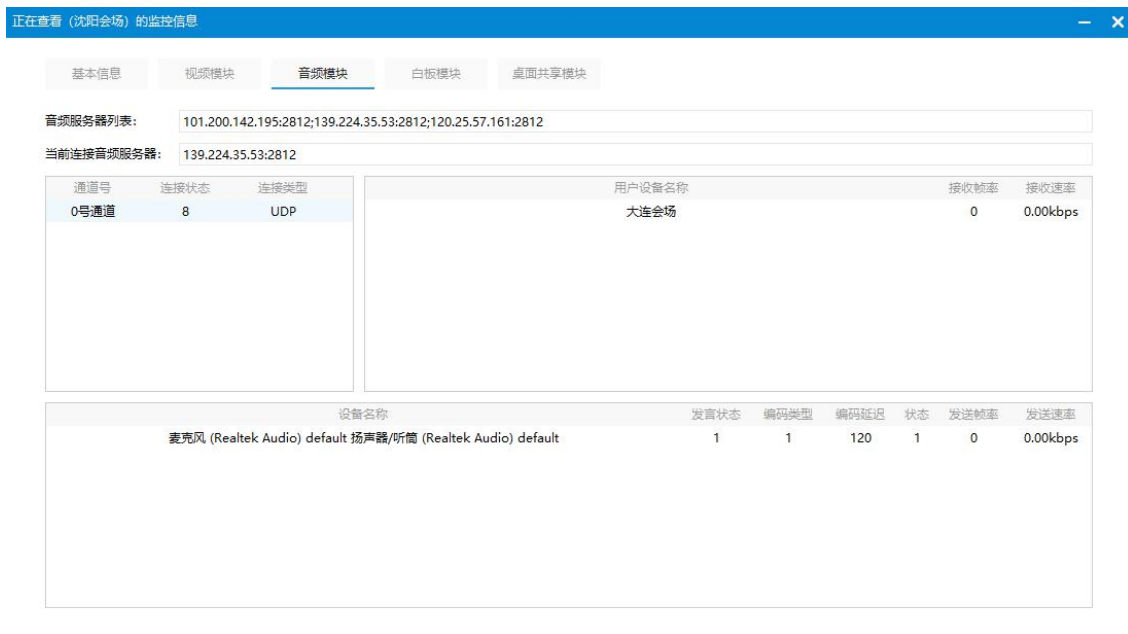 正在查看（沈阳会场）的监控信息
基本信息 视频模块 音频模块 白板模块 桌面共享模块
音频服务器列表： 101.200.142.195:2812;139.224.35.53:2812;120.25.57.161:2812
当前连接音频服务器： 139.224.35.53:2812
通道号 连接状态 连接类型 用户设备名称 接收帧率 接收速率
0号通道 8 UDP 大连会场 0 0.00kbps
设备名称 发言状态 编码类型 编码延迟 状态 发送帧率 发送速率
麦克风 (Realtek Audio) default 扬声器/听筒 (Realtek Audio) default 1 1 120 1 0 0.00kbps